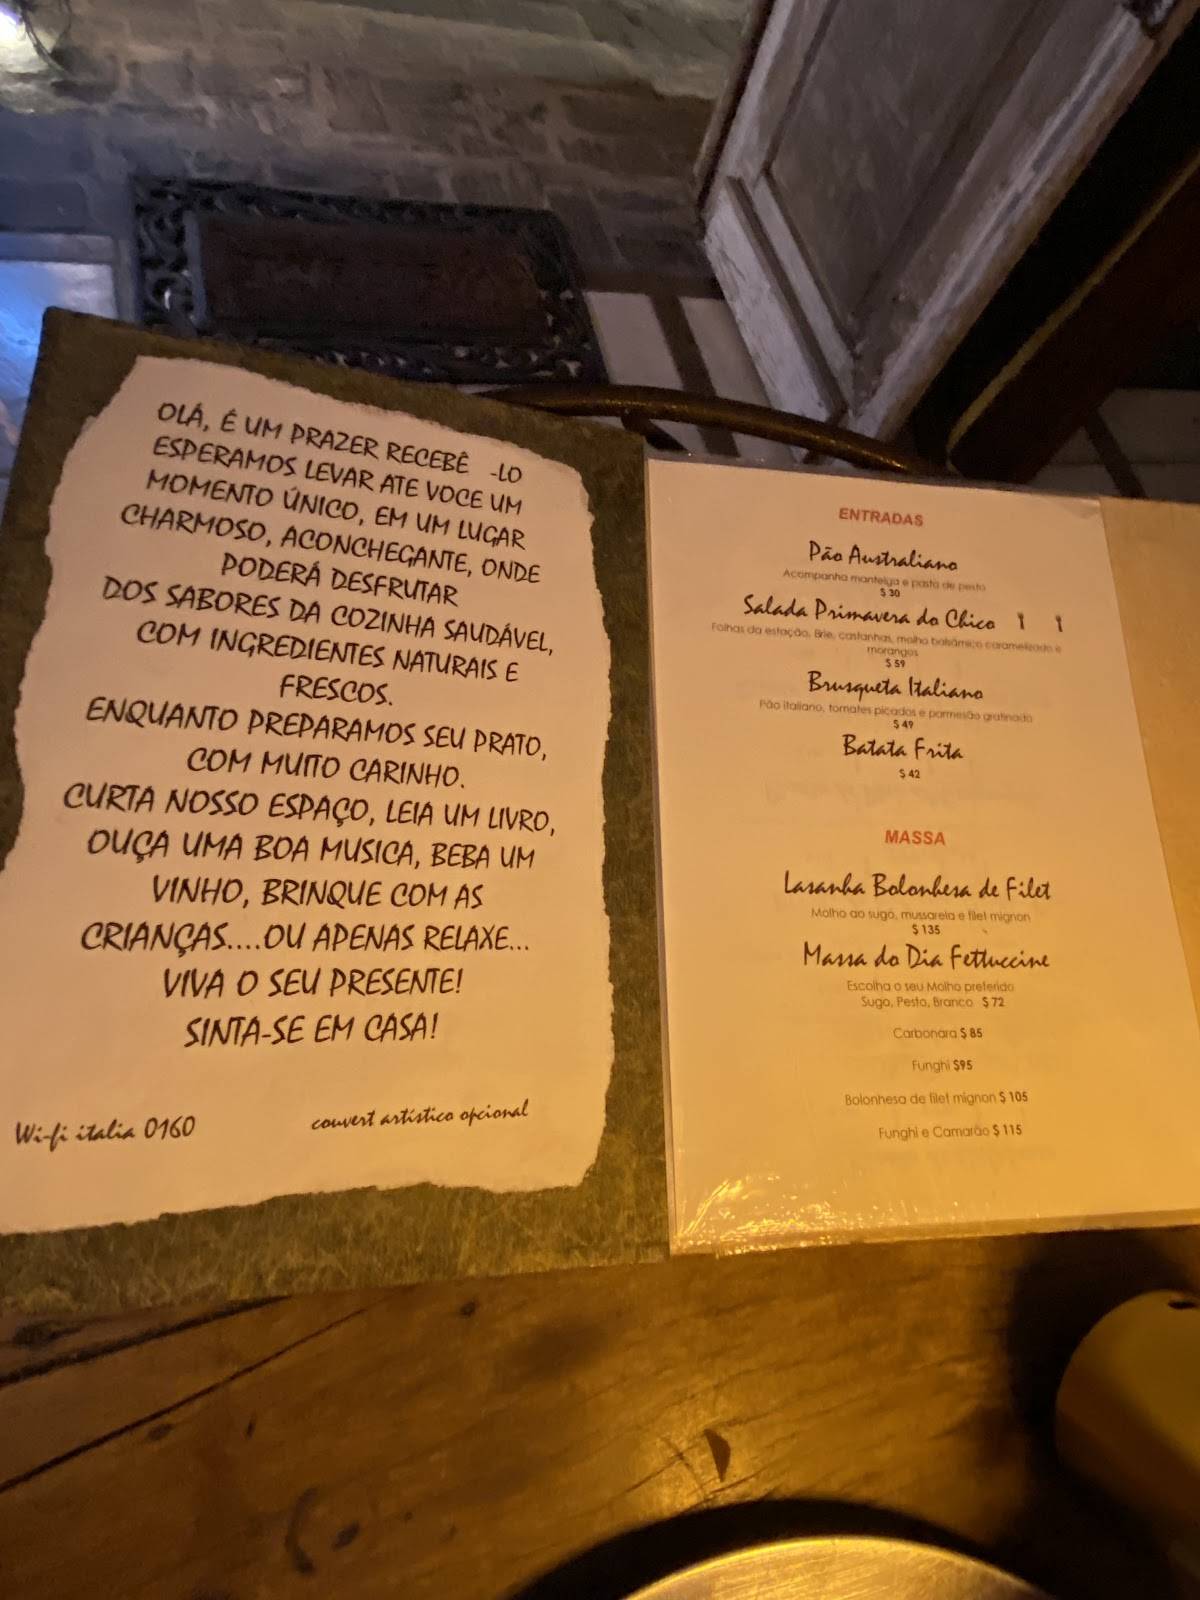 OLÁ, É UM PRAZER RECEBÊ -LO
ESPERAMOS LEVAR ATE VOCE UM
MOMENTO ÚNICO, EM UM LUGAR
CHARMOSO, ACONCHEGANTE, ONDE
PODERÁ DESFRUTAR
DOS SABORES DA COZINHA SAUDÁVEL,
COM INGREDIENTES NATURAIS E
FRESCOS.
ENQUANTO PREPARAMOS SEU PRATO,
COM MUITO CARINHO.
CURTA NOSSO ESPAÇO, LEIA UM LIVRO,
OUÇA UMA BOA MUSICA, BEBA UM
VINHO, BRINQUE COM AS
CRIANÇAS....OU APENAS RELAXE...
VIVA O SEU PRESENTE!
SINTA-SE EM CASA!
Wi-fi italia 0160
couvert artístico opcional
ENTRADAS
Pão Australiano
Acompanha manteiga e pasta de pesto
$ 30
Salada Primavera do Chico
Folhas da estação, Brie, castanhas, molho balsâmico caramelizado e
morangos
$ 59
Brusqueta Italiano
Pão italiano, tomates picados e parmesão gratinado
$ 49
Batata Frita
$ 42
MASSA
Lasanha Bolonhesa de Filet
Molho ao sugo, mussarela e filet mignon
$ 135
Massa do Dia Fettuccine
Escolha o seu Molho preferido
Sugo, Pesto, Branco $ 72
Carbonara $ 85
Funghi $95
Bolonhesa de filet mignon $ 105
Funghi e Camarão $ 115